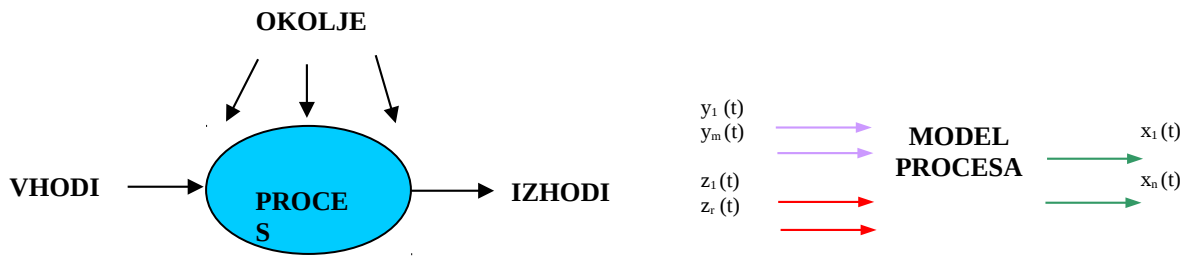 OKOLJE
VHODI
PROCE
S
IZHODI
y₁ (t)
yₘ (t)
z₁ (t)
zᵣ (t)
MODEL
PROCESA
x₁ (t)
xₙ (t)